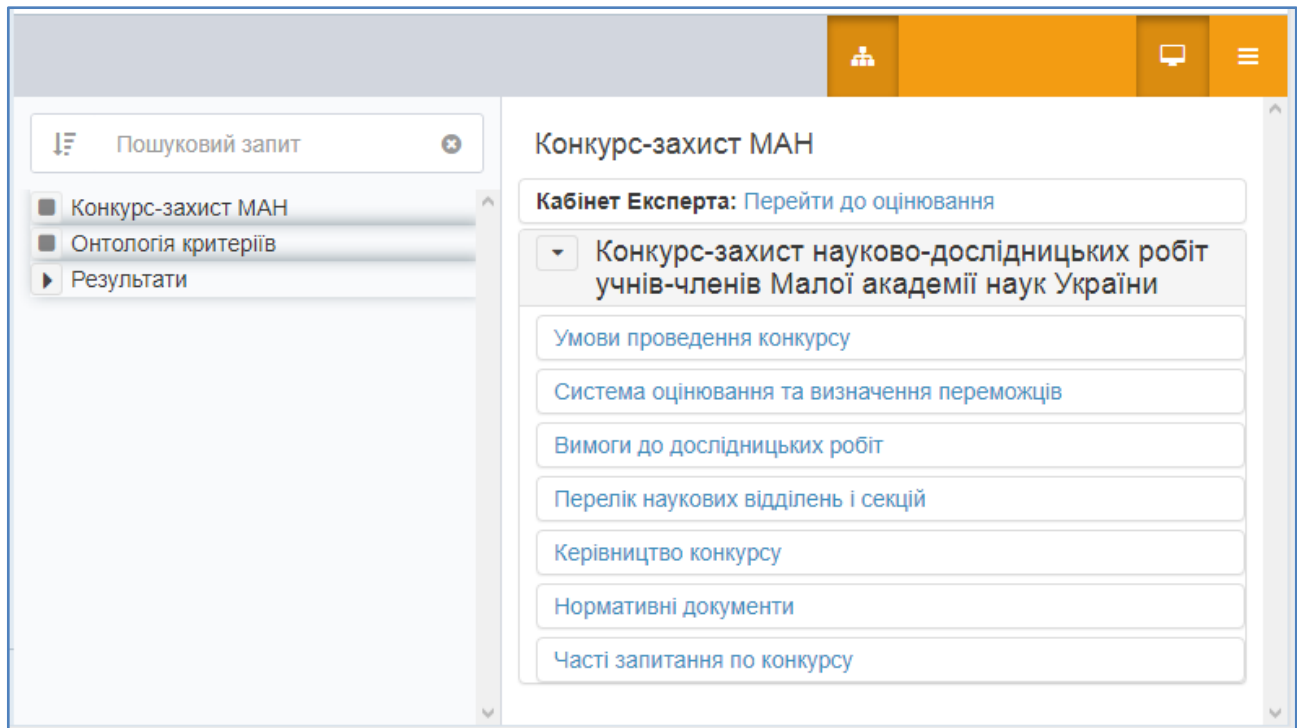 Пошуковий запит
Конкурс-захист МАН
Онтологія критеріїв
Результати
Конкурс-захист МАН
Кабінет Експерта: Перейти до оцінювання
Конкурс-захист науково-дослідницьких робіт
учнів-членів Малої академії наук України
Умови проведення конкурсу
Система оцінювання та визначення переможців
Вимоги до дослідницьких робіт
Перелік наукових відділень і секцій
Керівництво конкурсу
Нормативні документи
Часті запитання по конкурсу